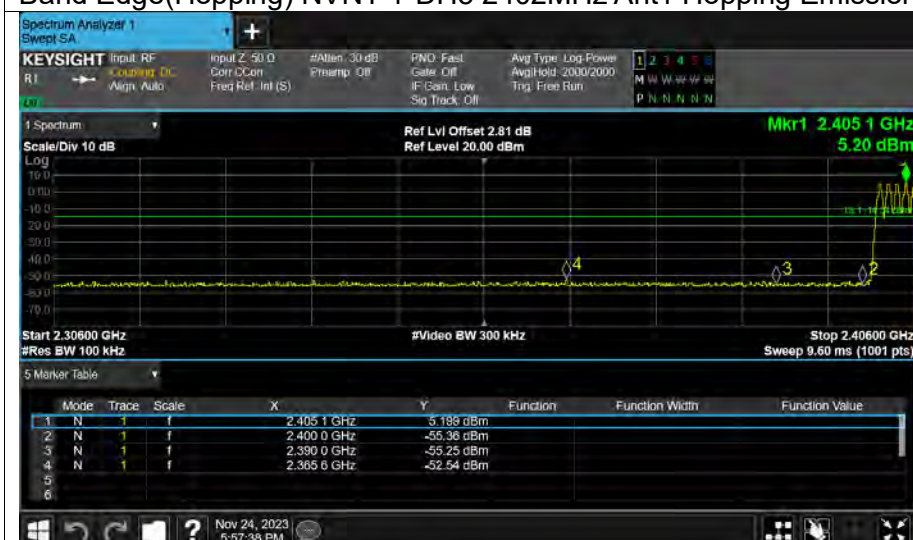 Band Edge(Hopping) NVNT 1-DH5 2402MHz Ant1 Hopping Emission
Spectrum Analyzer 1
Swept SA
+
KEYSIGHT Input: RF Input Z: 50 Ω #Atten: 30 dB PNO: Fast Avg Type: Log-Power 1 2 3 4 5 6
R1 Coupling: DC Corr CCorr Preamp: Off Gate: Off Avg|Hold: 2000/2000 M W W W W W
Align: Auto Freq Ref: Int (S) IF Gain: Low Trig: Free Run
Sig Track: Off P N N N N N
1 Spectrum
Scale/Div 10 dB Ref Lvl Offset 2.81 dB Mkr1 2.405 1 GHz
Ref Level 20.00 dBm 5.20 dBm
Log
10.0
0.00
-10.0
-20.0
-30.0
-40.0
-50.0
-60.0
-70.0
4
3
2
Start 2.30600 GHz #Video BW 300 kHz Stop 2.40600 GHz
#Res BW 100 kHz Sweep 9.60 ms (1001 pts)
5 Marker Table
Mode Trace Scale X Y Function Function Width Function Value
1 N 1 f 2.405 1 GHz 5.199 dBm
2 N 1 f 2.400 0 GHz -55.36 dBm
3 N 1 f 2.390 0 GHz -55.25 dBm
4 N 1 f 2.365 6 GHz -52.54 dBm
5
6
? Nov 24, 2023
5:57:38 PM